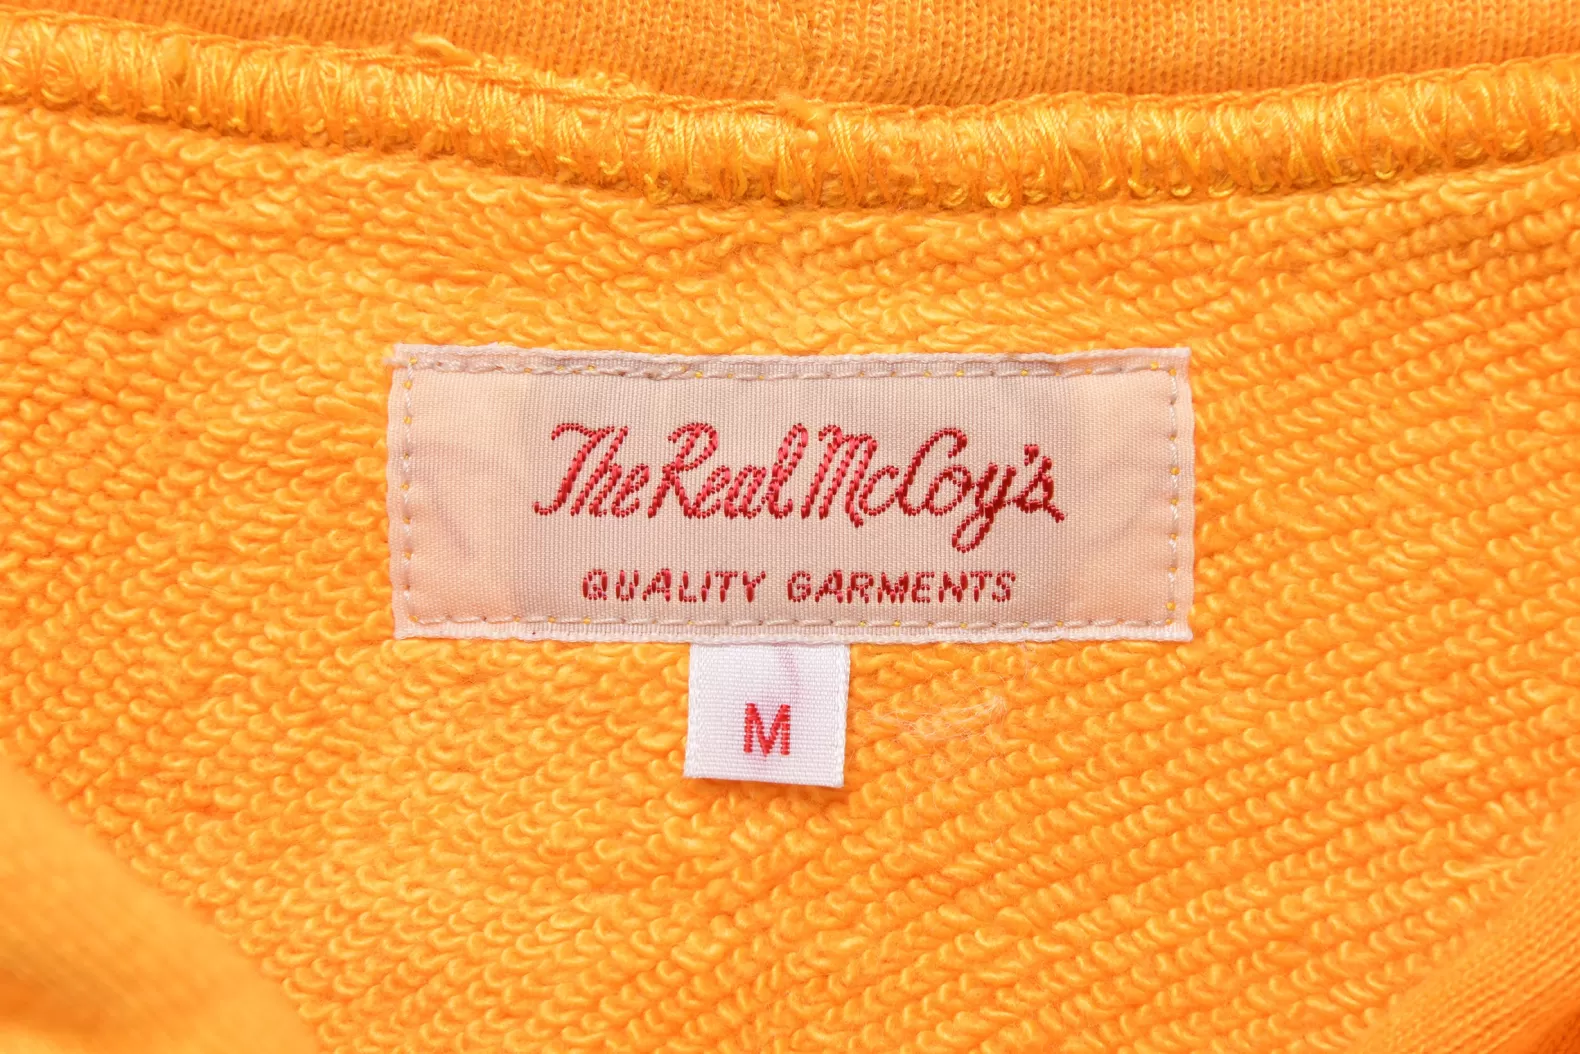 The Real McCoy's
QUALITY GARMENTS
M